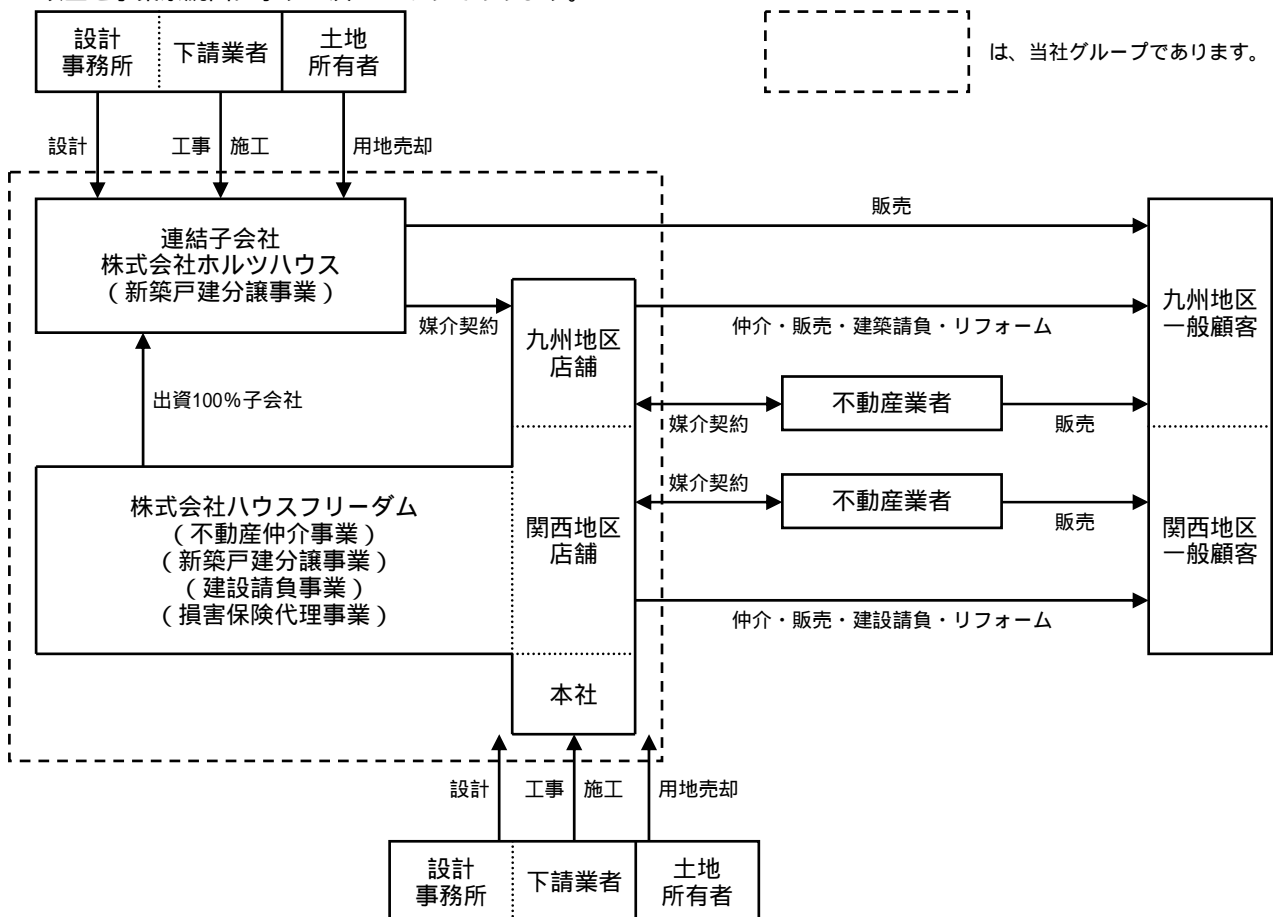 設計
事務所
下請業者
土地
所有者
は、当社グループであります。
設計
工事
施工
用地売却
連結子会社
株式会社ホルツハウス
(新築戸建分譲事業)
販売
九州地区
一般顧客
媒介契約
九州地区
店舗
仲介・販売・建築請負・リフォーム
出資100%子会社
媒介契約
不動産業者
販売
株式会社ハウスフリーダム
(不動産仲介事業)
(新築戸建分譲事業)
(建設請負事業)
(損害保険代理事業)
関西地区
店舗
媒介契約
不動産業者
販売
関西地区
一般顧客
仲介・販売・建設請負・リフォーム
本社
設計
工事
施工
用地売却
設計
事務所
下請業者
土地
所有者